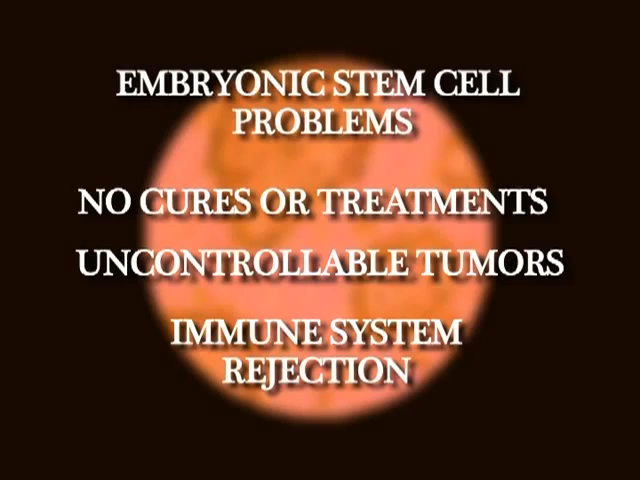 EMBRYONIC STEM CELL
PROBLEMS
NO CURES OR TREATMENTS
UNCONTROLLABLE TUMORS
IMMUNE SYSTEM
REJECTION